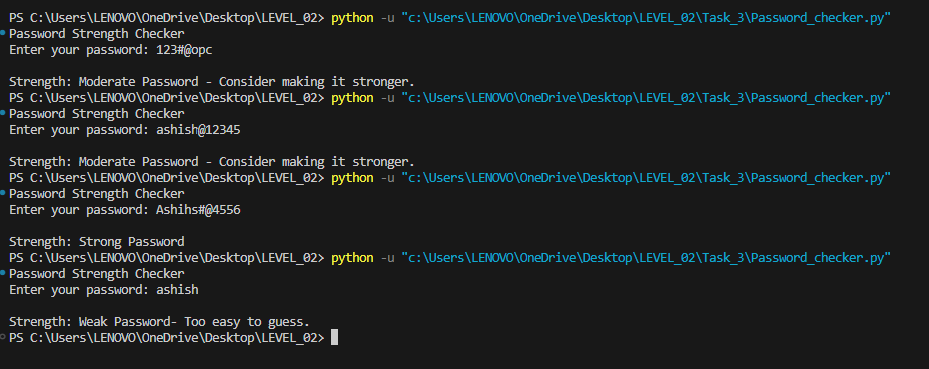 PS C:\Users\LENOVO\OneDrive\Desktop\LEVEL_02> python -u "c:\Users\LENOVO\OneDrive\Desktop\LEVEL_02\Task_3\Password_checker.py"
Password Strength Checker
Enter your password: 123#@opc

Strength: Moderate Password - Consider making it stronger.
PS C:\Users\LENOVO\OneDrive\Desktop\LEVEL_02> python -u "c:\Users\LENOVO\OneDrive\Desktop\LEVEL_02\Task_3\Password_checker.py"
Password Strength Checker
Enter your password: ashish@12345

Strength: Moderate Password - Consider making it stronger.
PS C:\Users\LENOVO\OneDrive\Desktop\LEVEL_02> python -u "c:\Users\LENOVO\OneDrive\Desktop\LEVEL_02\Task_3\Password_checker.py"
Password Strength Checker
Enter your password: Ashihs#@4556

Strength: Strong Password
PS C:\Users\LENOVO\OneDrive\Desktop\LEVEL_02> python -u "c:\Users\LENOVO\OneDrive\Desktop\LEVEL_02\Task_3\Password_checker.py"
Password Strength Checker
Enter your password: ashish

Strength: Weak Password- Too easy to guess.
PS C:\Users\LENOVO\OneDrive\Desktop\LEVEL_02>